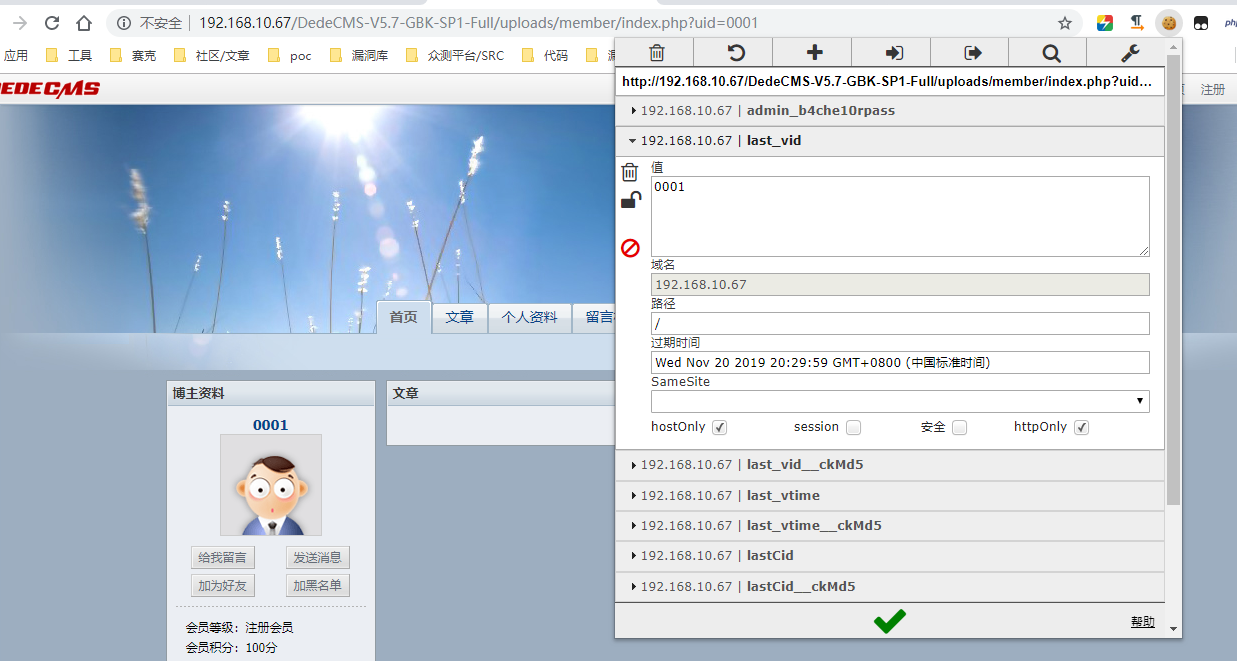 不安全 | 192.168.10.67/DedeCMS-V5.7-GBK-SP1-Full/uploads/member/index.php?uid=0001
应用 工具 赛克 社区/文章 poc 漏洞库 众测平台/SRC 代码
DEDECMS
注册
http://192.168.10.67/DedeCMS-V5.7-GBK-SP1-Full/uploads/member/index.php?uid...
192.168.10.67 | admin_b4che10rpass
192.168.10.67 | last_vid
值
0001
域名
192.168.10.67
路径
/
过期时间
Wed Nov 20 2019 20:29:59 GMT+0800 (中国标准时间)
SameSite
hostOnly session 安全 httpOnly
192.168.10.67 | last_vid__ckMd5
192.168.10.67 | last_vtime
192.168.10.67 | last_vtime__ckMd5
192.168.10.67 | lastCid
192.168.10.67 | lastCid__ckMd5
帮助
首页 文章 个人资料 留言
博主资料
0001
给我留言 发送消息
加为好友 加黑名单
会员等级：注册会员
会员积分：100分
文章